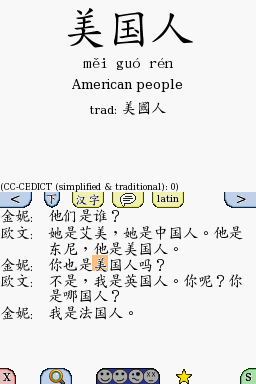 美国人
měi guó rén
American people
trad: 美國人
(CC-CEDICT (simplified & traditional): 0)
< 下 汉字 latin >
金妮: 他们是谁？
欧文: 她是艾美，她是中国人。他是
东尼，他是美国人。
金妮: 你也是美国人吗？
欧文: 不是，我是英国人。你呢？你
是哪国人？
金妮: 我是法国人。
X S